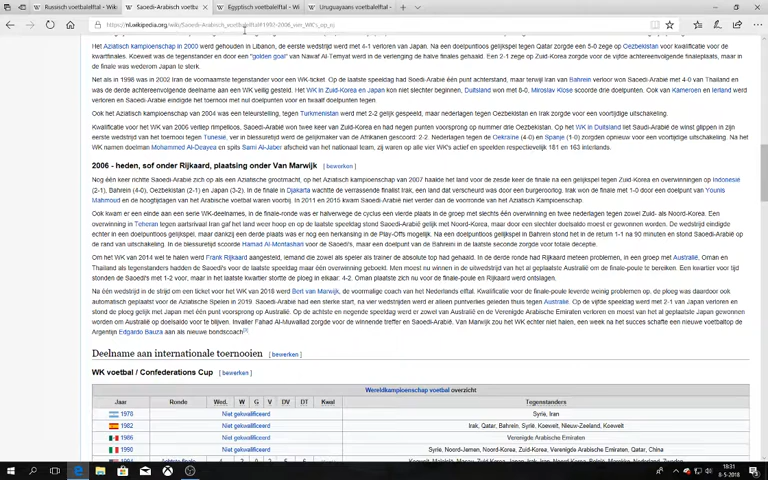 Russisch voetbalelftal - Wiki
Saoedi-Arabisch voetba
Egyptisch voetbalelftal - Wi
Uruguayaans voetbalelftal -
https://nl.wikipedia.org/wiki/Saoedi-Arabisch_voetbalelftal#1992-2006_vier_WK's_op_rij
Het Aziatisch kampioenschap in 2000 werd gehouden in Libanon, de eerste wedstrijd werd met 4-1 verloren van Japan. Na een doelpuntloos gelijkspel tegen Qatar zorgde een 5-0 zege op Oezbekistan voor kwalificatie voor de
kwartfinales. Koeweit was de tegenstander en door een "golden goal" van Nawaf Al-Temyat werd in de verlenging de halve finales gehaald. Een 2-1 zege op Zuid-Korea zorgde voor de vijfde achtereenvolgende finaleplaats, maar in
de finale was wederom Japan te sterk.
Net als in 1998 was in 2002 Iran de voornaamste tegenstander voor een WK-ticket. Op de laatste speeldag had Saoedi-Arabië één punt achterstand, maar terwijl Iran van Bahrein verloor won Saoedi-Arabië met 4-0 van Thailand en
was de derde achtereenvolgende deelname aan een WK veilig gesteld. Het WK in Zuid-Korea en Japan kon niet slechter beginnen, Duitsland won met 8-0, Miroslav Klose scoorde drie doelpunten. Ook van Kameroen en Ierland werd
verloren en Saoedi-Arabië eindigde het toernooi met nul doelpunten voor en twaalf doelpunten tegen.
Ook het Aziatisch kampioenschap van 2004 was een teleurstelling, tegen Turkmenistan werd met 2-2 gelijk gespeeld, maar nederlagen tegen Oezbekistan en Irak zorgde voor een voortijdige uitschakeling.
Kwalificatie voor het WK van 2006 verliep rimpelloos, Saoedi-Arabië won twee keer van Zuid-Korea en had negen punten voorsprong op nummer drie Oezbekistan. Op het WK in Duitsland liet Saudi-Arabië de winst glippen in zijn
eerste wedstrijd van het toernooi tegen Tunesië, ver in blessuretijd werd de gelijkmaker van de Afrikanen gescoord: 2-2. Nederlagen tegen de Oekraïne (4-0) en Spanje (1-0) zorgden opnieuw voor een voortijdige uitschakeling. Na het
WK namen doelman Mohammed Al-Deayea en spits Sami Al-Jaber afscheid van het nationaal team, zij waren op alle vier WK's actief en speelden respectievelijk 181 en 163 interlands.
2006 - heden, sof onder Rijkaard, plaatsing onder Van Marwijk [ bewerken ]
Nog één keer richtte Saoedi-Arabië zich op als een Aziatische grootmacht, op het Aziatisch kampioenschap van 2007 haalde het land voor de zesde keer de finale na een gelijkspel tegen Zuid-Korea en overwinningen op Indonesie
(2-1), Bahrein (4-0), Oezbekistan (2-1) en Japan (3-2). In de finale in Djakarta wachtte de verrassende finalist Irak, een land dat verscheurd was door een burgeroorlog. Irak won de finale met 1-0 door een doelpunt van Younis
Mahmoud en de hoogtijdagen van het Arabische voetbal waren voorbij. In 2011 en 2015 kwam Saoedi-Arabië niet verder dan de voorronde van het Aziatisch Kampioenschap.
Ook kwam er een einde aan een serie WK-deelnames, in de finale-ronde was er halverwege de cyclus een vierde plaats in de groep met slechts één overwinning en twee nederlagen tegen zowel Zuid- als Noord-Korea. Een
overwinning in Teheran tegen aartsrivaal Iran gaf het land weer hoop en op de laatste speeldag stond Saoedi-Arabië gelijk met Noord-Korea, maar door een slechter doelsaldo moest er gewonnen worden. De wedstrijd eindigde
echter in een doelpuntloos gelijkspel, maar dankzij een derde plaats was er nog een herkansing in de Play-Offs mogelijk. Na een doelpuntloos gelijkspel in Bahrein stond het in de return 1-1 na 90 minuten en stond Saoedi-Arabië op
de rand van uitschakeling. In de blessuretijd scoorde Hamad Al-Montashari voor de Saoedi's, maar een doelpunt van de Bahreini in de laatste seconde zorgde voor totale deceptie.
Om het WK van 2014 wel te halen werd Frank Rijkaard aangesteld, iemand die zowel als speler als trainer de absolute top had gehaald. In de derde ronde had Rijkaard meteen problemen, in een groep met Australië, Oman en
Thailand als tegenstanders hadden de Saoedi's voor de laatste speeldag maar één overwinning geboekt. Men moest nu winnen in de uitwedstrijd van het al geplaatste Australië om de finale-poule te bereiken. Een kwartier voor tijd
stonden de Saoedi's met 1-2 voor, maar in het laatste kwartier stortte de ploeg in elkaar: 4-2. Oman plaatste zich nu voor de finale-poule en Rijkaard werd ontslagen.
Na één wedstrijd in de strijd om een ticket voor het WK van 2018 werd Bert van Marwijk, de voormalige coach van het Nederlands elftal. Kwalificatie voor de finale-poule leverde weinig problemen op, de ploeg was daardoor ook
automatisch geplaatst voor de Aziatische Spelen in 2019. Saoedi-Arabië had een sterke start, na vier wedstrijden werd er alleen puntverlies geleden thuis tegen Australië. Op de vijfde speeldag werd met 2-1 van Japan verloren en
stond de ploeg gelijk met Japan met één punt voorsprong op Australië. Op de achtste en negende speeldag werd er zowel van Australië en de Verenigde Arabische Emiraten verloren en moest van het al geplaatste Japan gewonnen
worden om Australië op doelsaldo voor te blijven. Invaller Fahad Al-Muwallad zorgde voor de winnende treffer en Saoedi-Arabië. Van Marwijk zou het WK echter niet halen, een week na het succes schafte een nieuwe voetbaltop de
Argentijn Edgardo Bauza aan als nieuwe bondscoach
Deelname aan internationale toernooien [ bewerken ]
WK voetbal / Confederations Cup [ bewerken ]
Wereldkampioenschap voetbal overzicht
Jaar Ronde Wed. W G V DV DT Kwal Tegenstanders
1978 Niet gekwalificeerd Syrië, Iran
1982 Niet gekwalificeerd Irak, Qatar, Bahrein, Syrië, Koeweit, Nieuw-Zeeland, Koeweit
1986 Niet gekwalificeerd Verenigde Arabische Emiraten
1990 Niet gekwalificeerd Syrië, Noord-Jemen, Noord-Korea, Zuid-Korea, Verenigde Arabische Emiraten, Qatar, China
18:31
8-5-2018